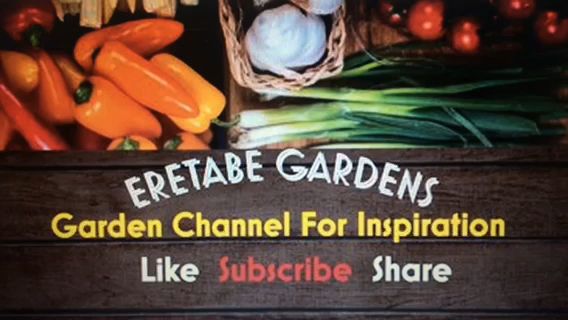 ERETABE GARDENS
Garden Channel For Inspiration
Like Subscribe Share